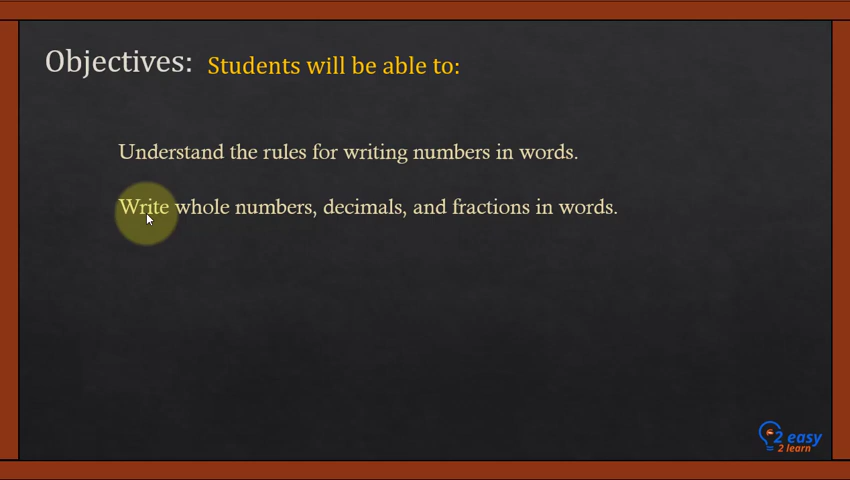 Objectives: Students will be able to:
Understand the rules for writing numbers in words.
Write whole numbers, decimals, and fractions in words.
2 easy
2 learn